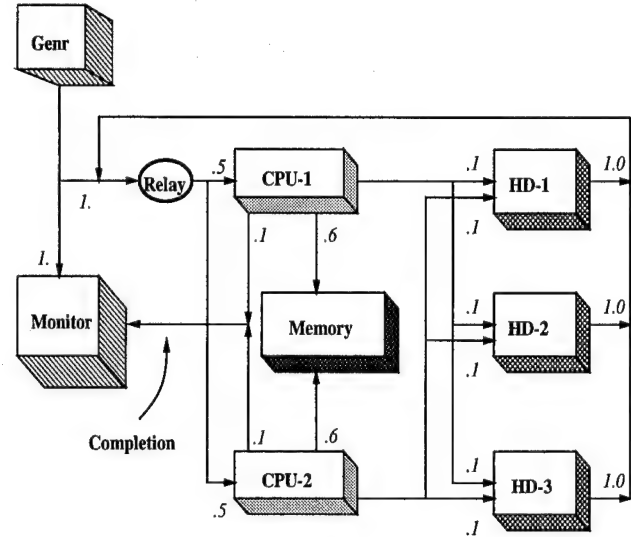 Genr
.5
CPU-1
.1
HD-1
1.0
Relay
1.
.1
.6
.1
1.
Monitor
Memory
.1
HD-2
1.0
.1
Completion
.1
.6
CPU-2
.1
HD-3
1.0
.5
.1